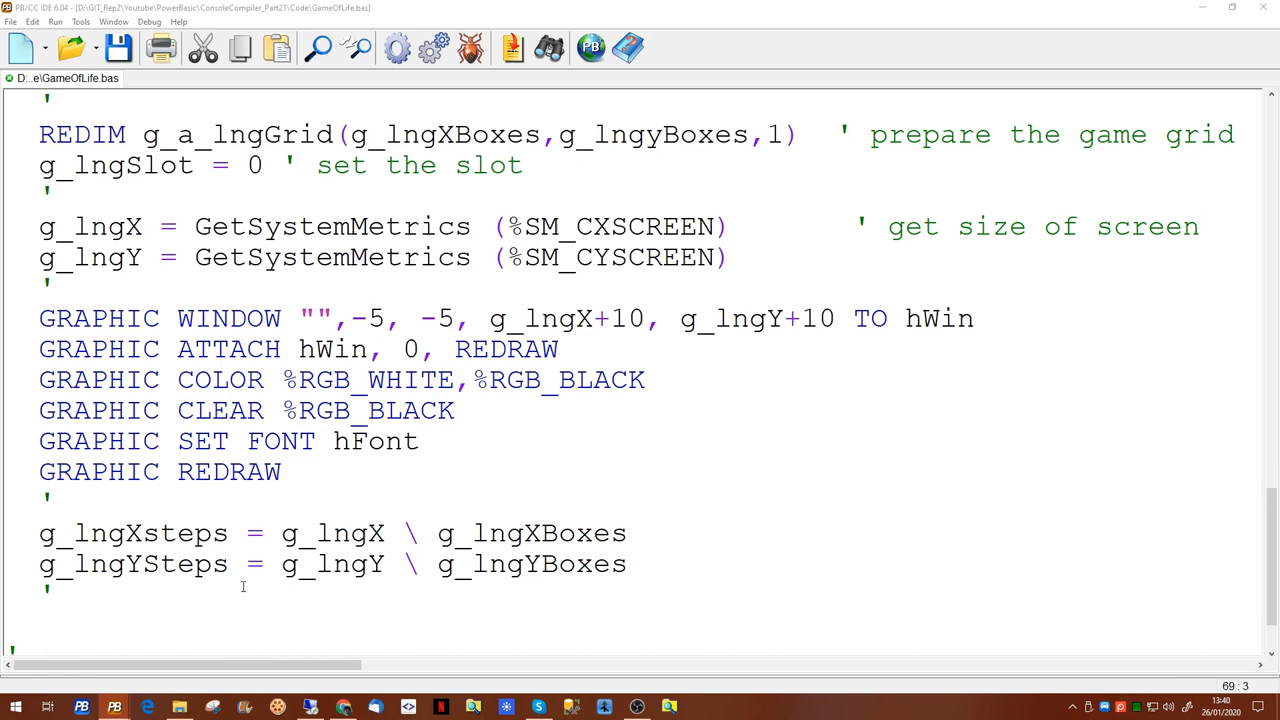 PB/CC IDE 6.04 - [D:\GIT_Rep2\Youtube\PowerBasic\ConsoleCompiler_Part21\Code\GameOfLife.bas]
File Edit Run Tools Window Debug Help
PB
D:..e\GameOfLife.bas
'
REDIM g_a_lngGrid(g_lngXBoxes,g_lngyBoxes,1) ' prepare the game grid
g_lngSlot = 0 ' set the slot
'
g_lngX = GetSystemMetrics (%SM_CXSCREEN) ' get size of screen
g_lngY = GetSystemMetrics (%SM_CYSCREEN)
'
GRAPHIC WINDOW "",-5, -5, g_lngX+10, g_lngY+10 TO hWin
GRAPHIC ATTACH hWin, 0, REDRAW
GRAPHIC COLOR %RGB_WHITE,%RGB_BLACK
GRAPHIC CLEAR %RGB_BLACK
GRAPHIC SET FONT hFont
GRAPHIC REDRAW
'
g_lngXsteps = g_lngX \ g_lngXBoxes
g_lngYSteps = g_lngY \ g_lngYBoxes
'
'
69 : 3
PB PB
13:40
26/01/2020